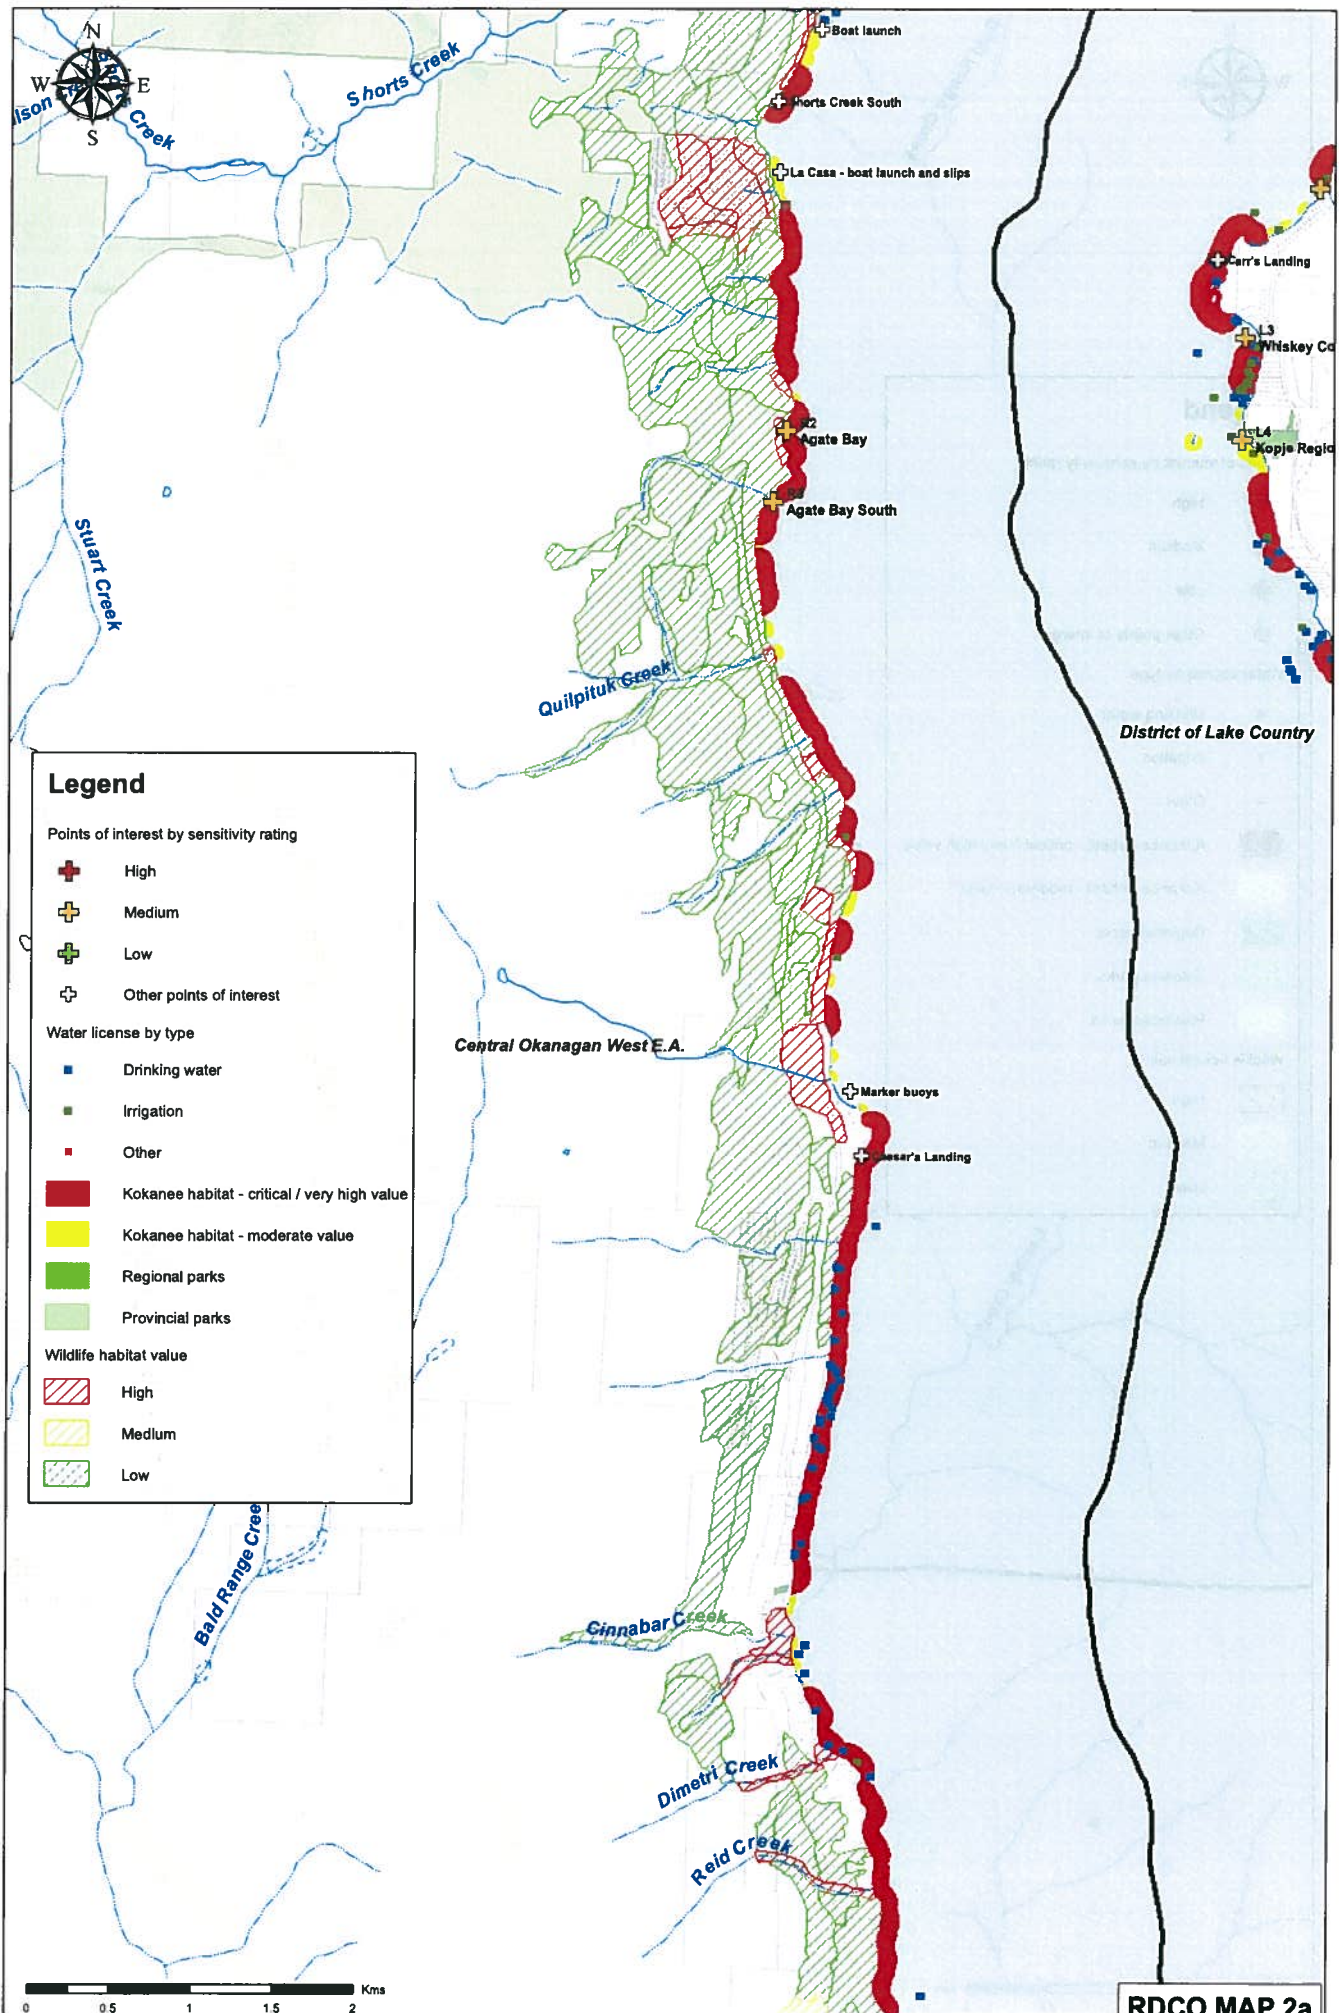 N
W E
S
Shorts Creek
Shorts Creek
Boat launch
Shorts Creek South
La Casa - boat launch and slips
Carr's Landing
L3
Whiskey Co
R2
Agate Bay
L4
Kopje Regio
R3
Agate Bay South
Stuart Creek
Quilpituk Creek
District of Lake Country
Legend
Points of interest by sensitivity rating
High
Medium
Low
Other points of interest
Water license by type
Drinking water
Irrigation
Other
Kokanee habitat - critical / very high value
Kokanee habitat - moderate value
Regional parks
Provincial parks
Wildlife habitat value
High
Medium
Low
Central Okanagan West E.A.
Marker buoys
Caesar's Landing
Bald Range Cree
Cinnabar Creek
Dimetri Creek
Reid Creek
Kms
0 0.5 1 1.5 2
RDCO MAP 2a